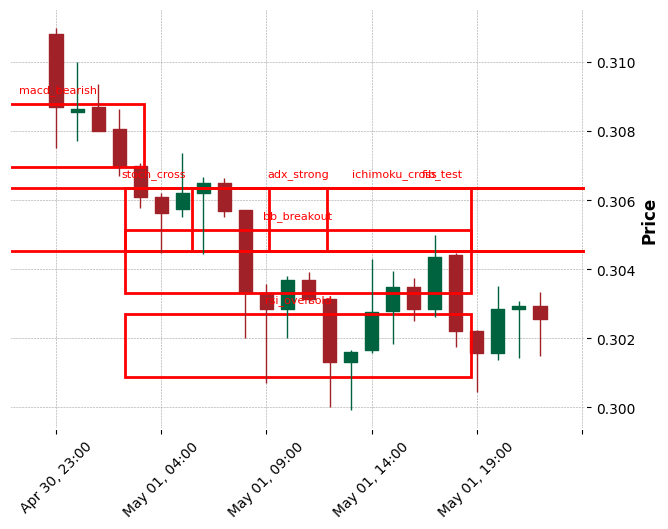 0.310
macd_bearish
0.308
stoch_cross
adx_strong
ichimoku_cross
fib_test
0.306
bb_breakout
Price
0.304
rsi_oversold
0.302
0.300
Apr 30, 23:00
May 01, 04:00
May 01, 09:00
May 01, 14:00
May 01, 19:00